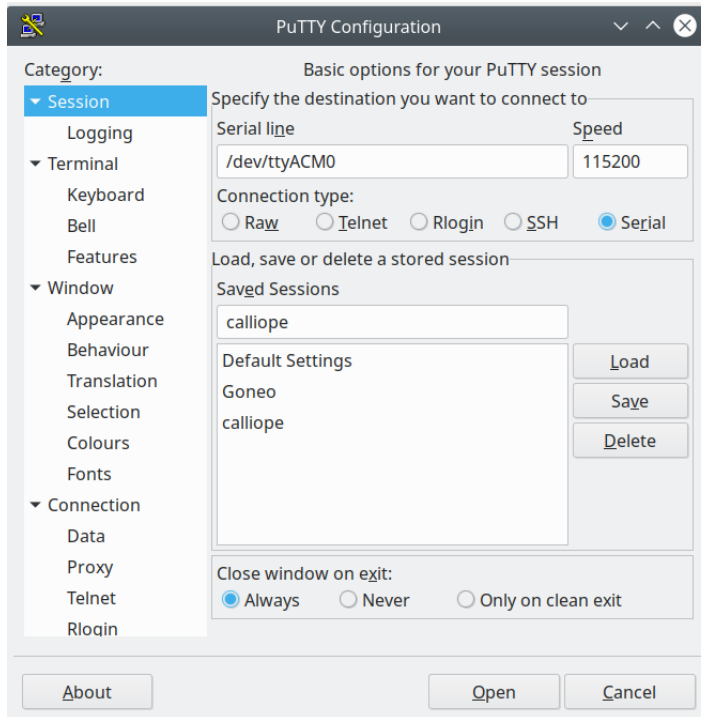 PuTTY Configuration
Category:
Session
Logging
Terminal
Keyboard
Bell
Features
Window
Appearance
Behaviour
Translation
Selection
Colours
Fonts
Connection
Data
Proxy
Telnet
Rlogin
Basic options for your PuTTY session
Specify the destination you want to connect to
Serial line Speed
/dev/ttyACM0 115200
Connection type:
Raw Telnet Rlogin SSH Serial
Load, save or delete a stored session
Saved Sessions
calliope
Default Settings
Goneo
calliope
Load
Save
Delete
Close window on exit:
Always Never Only on clean exit
About Open Cancel